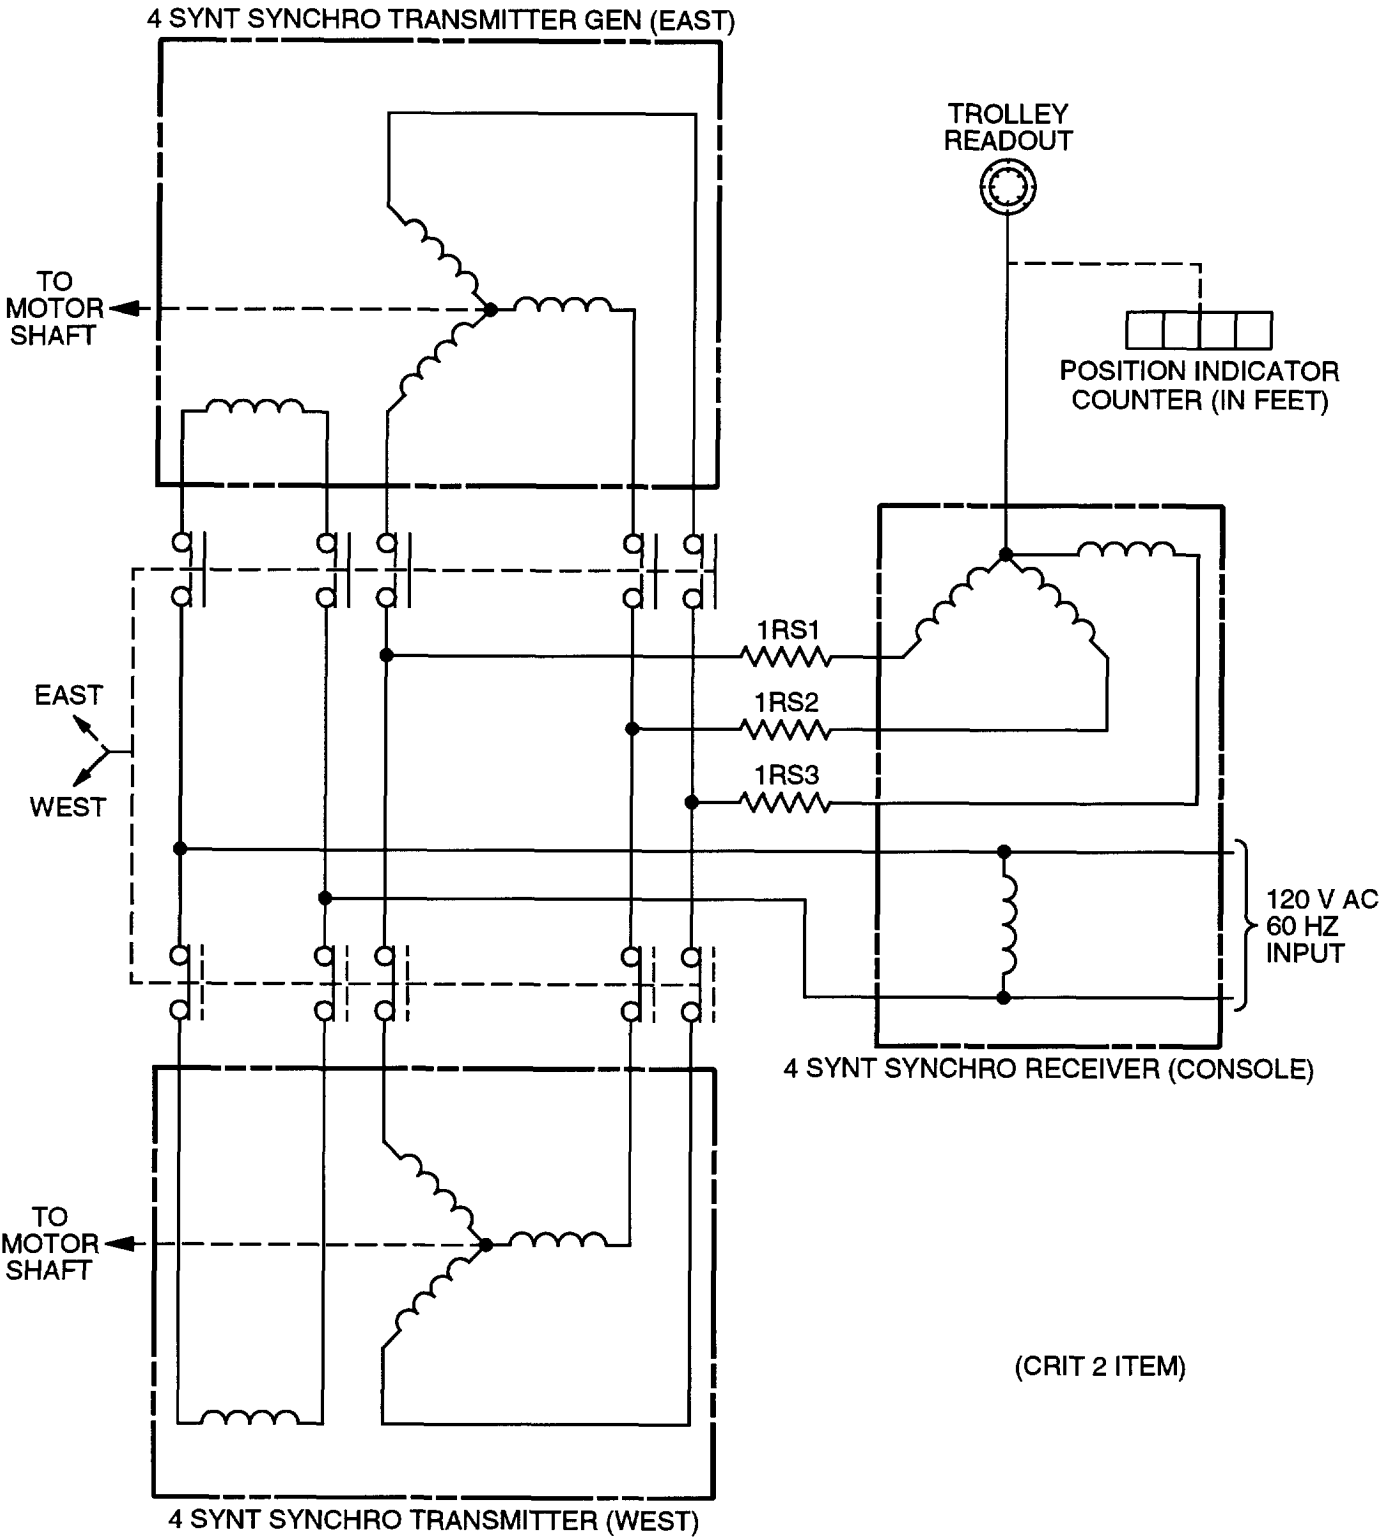 4 SYNT SYNCHRO TRANSMITTER GEN (EAST)
TROLLEY
READOUT
TO
MOTOR
SHAFT
POSITION INDICATOR
COUNTER (IN FEET)
1RS1
EAST
1RS2
WEST
1RS3
120 V AC
60 HZ
INPUT
4 SYNT SYNCHRO RECEIVER (CONSOLE)
TO
MOTOR
SHAFT
(CRIT 2 ITEM)
4 SYNT SYNCHRO TRANSMITTER (WEST)